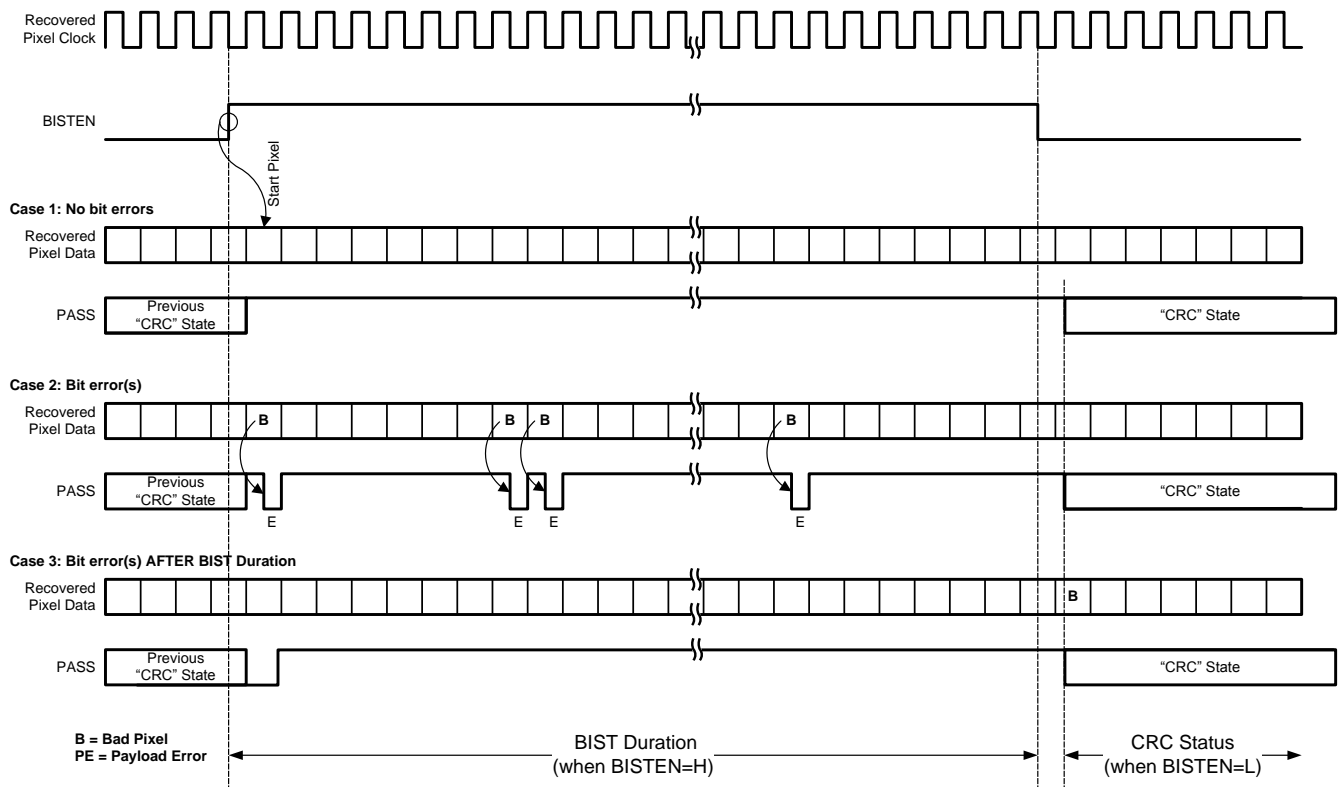 Recovered
Pixel Clock
BISTEN
Start Pixel
Case 1: No bit errors
Recovered
Pixel Data
PASS
Previous
“CRC” State
“CRC” State
Case 2: Bit error(s)
Recovered
Pixel Data
B
B
B
B
PASS
Previous
“CRC” State
“CRC” State
E
E
E
E
Case 3: Bit error(s) AFTER BIST Duration
Recovered
Pixel Data
B
PASS
Previous
“CRC” State
“CRC” State
B = Bad Pixel
PE = Payload Error
BIST Duration
(when BISTEN=H)
CRC Status
(when BISTEN=L)